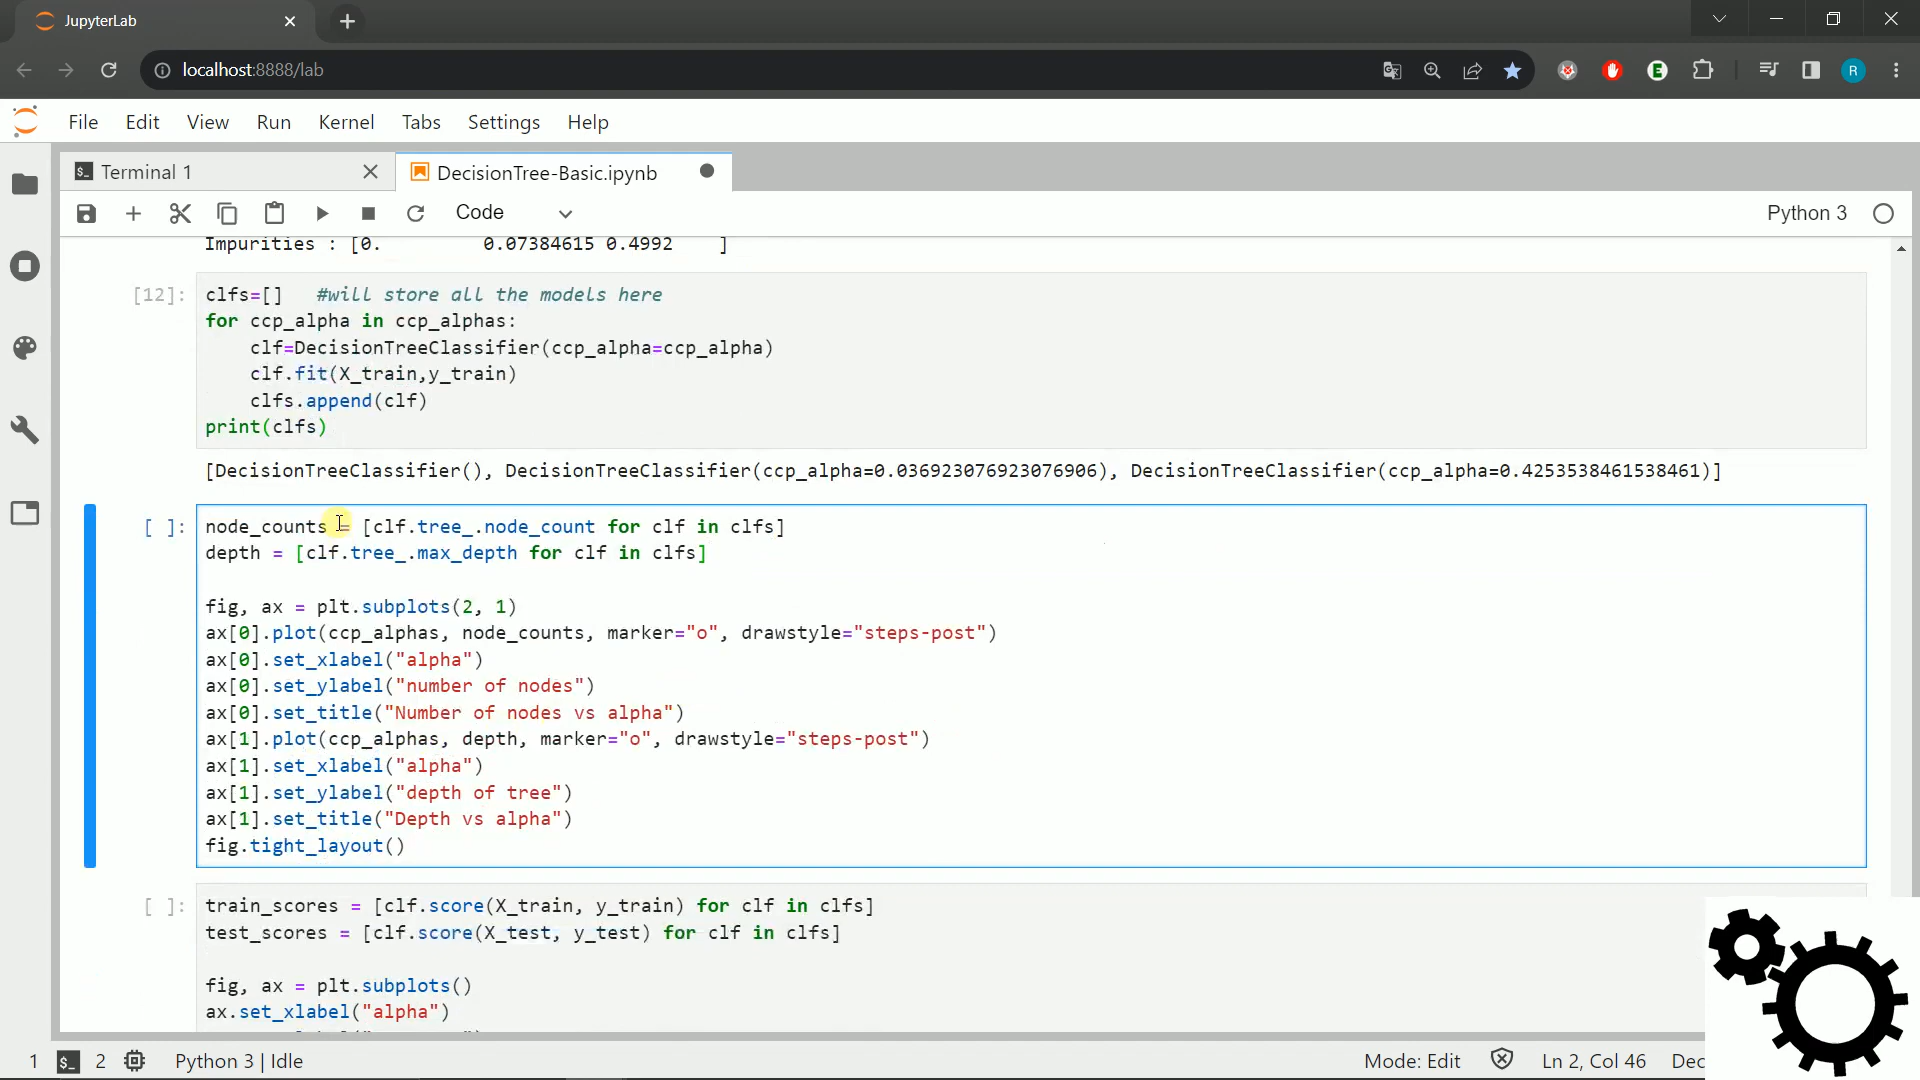 JupyterLab
localhost:8888/lab
R
File Edit View Run Kernel Tabs Settings Help
Terminal 1
DecisionTree-Basic.ipynb
Code
Python 3
Impurities : [0.         0.07384615 0.4992    ]
[12]: clfs=[]   #will store all the models here
for ccp_alpha in ccp_alphas:
    clf=DecisionTreeClassifier(ccp_alpha=ccp_alpha)
    clf.fit(X_train,y_train)
    clfs.append(clf)
print(clfs)
[DecisionTreeClassifier(), DecisionTreeClassifier(ccp_alpha=0.036923076923076906), DecisionTreeClassifier(ccp_alpha=0.4253538461538461)]
[ ]: node_counts = [clf.tree_.node_count for clf in clfs]
depth = [clf.tree_.max_depth for clf in clfs]
fig, ax = plt.subplots(2, 1)
ax[0].plot(ccp_alphas, node_counts, marker="o", drawstyle="steps-post")
ax[0].set_xlabel("alpha")
ax[0].set_ylabel("number of nodes")
ax[0].set_title("Number of nodes vs alpha")
ax[1].plot(ccp_alphas, depth, marker="o", drawstyle="steps-post")
ax[1].set_xlabel("alpha")
ax[1].set_ylabel("depth of tree")
ax[1].set_title("Depth vs alpha")
fig.tight_layout()
[ ]: train_scores = [clf.score(X_train, y_train) for clf in clfs]
test_scores = [clf.score(X_test, y_test) for clf in clfs]
fig, ax = plt.subplots()
ax.set_xlabel("alpha")
1 2 Python 3 | Idle Mode: Edit Ln 2, Col 46 Dec